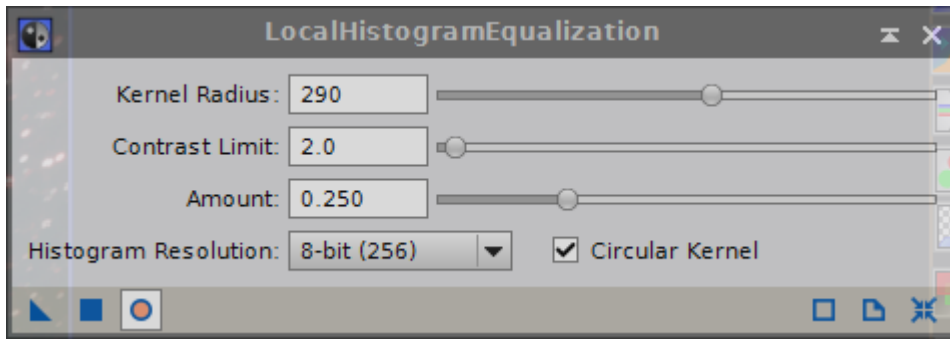 LocalHistogramEqualization
Kernel Radius: 290
Contrast Limit: 2.0
Amount: 0.250
Histogram Resolution: 8-bit (256) Circular Kernel